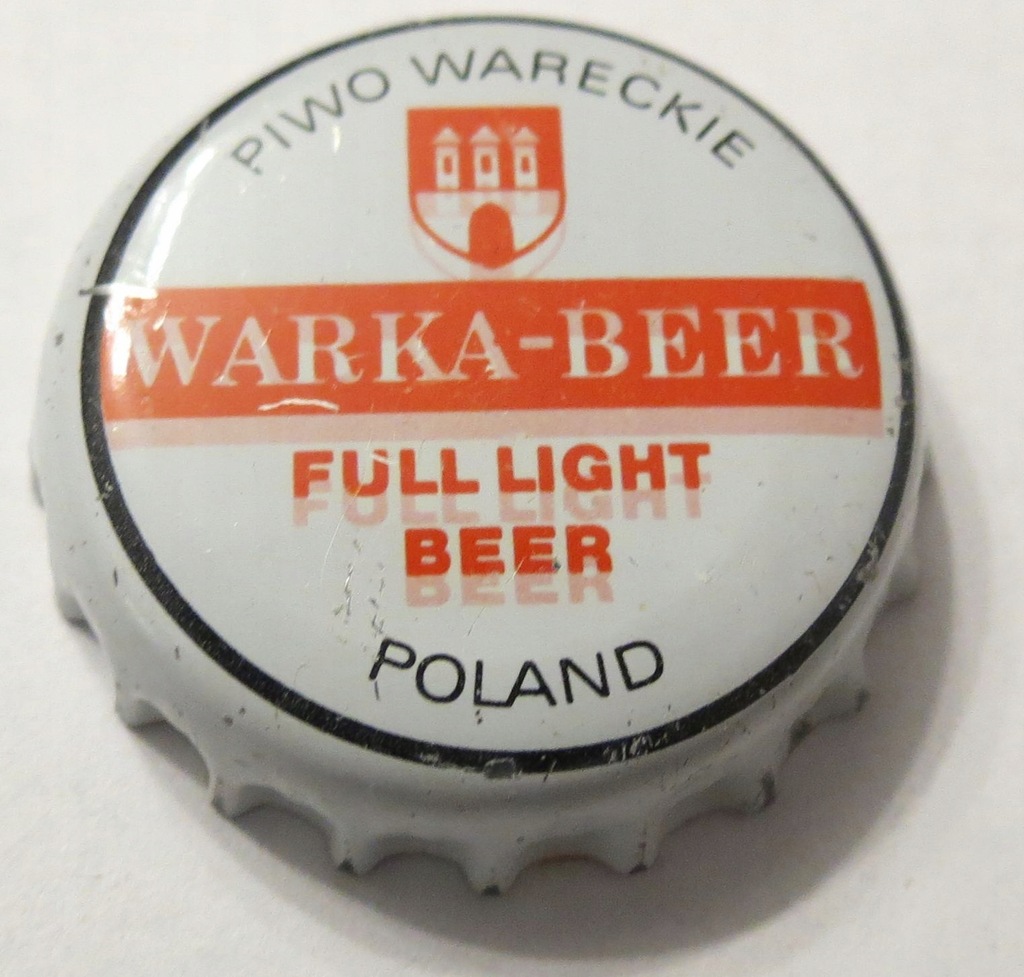 PIWO WARECKIE
WARKA-BEER
FULL LIGHT
BEER
POLAND